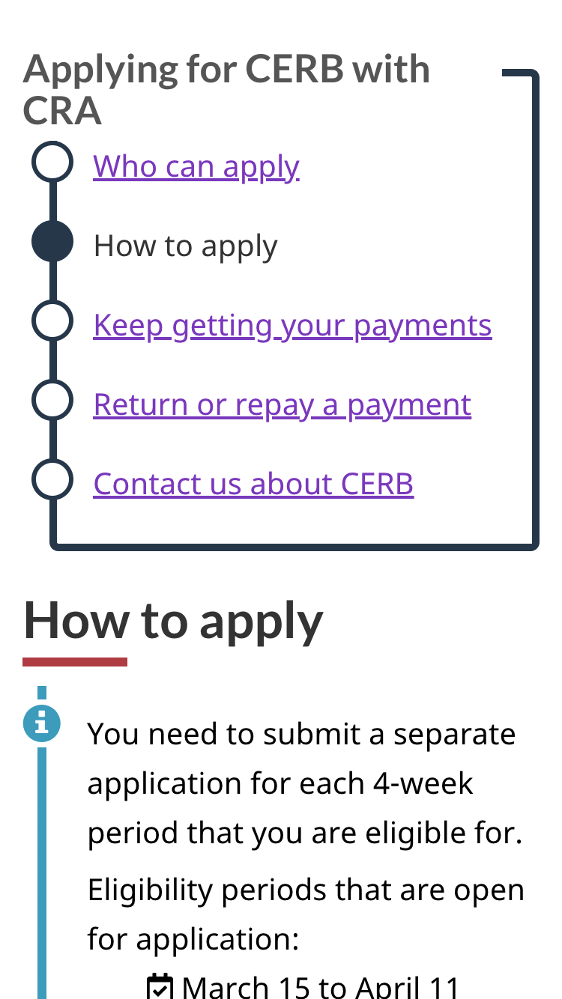 Applying for CERB with
CRA
Who can apply
How to apply
Keep getting your payments
Return or repay a payment
Contact us about CERB
How to apply
You need to submit a separate
application for each 4-week
period that you are eligible for.
Eligibility periods that are open
for application:
March 15 to April 11